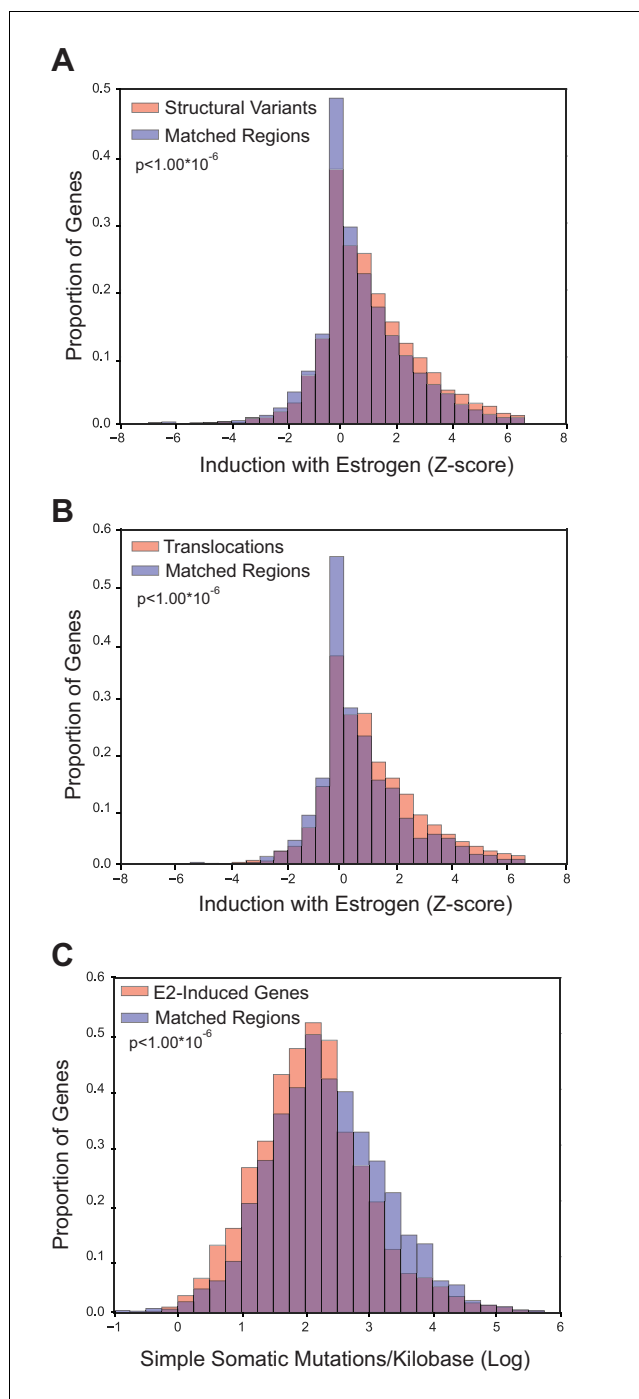 A
Structural Variants
Matched Regions
p<1.00*10^-6
Proportion of Genes
0.5
0.4
0.3
0.2
0.1
0.0
−8 −6 −4 −2 0 2 4 6 8
Induction with Estrogen (Z-score)
B
Translocations
Matched Regions
p<1.00*10^-6
Proportion of Genes
0.6
0.5
0.4
0.3
0.2
0.1
0.0
−8 −6 −4 −2 0 2 4 6 8
Induction with Estrogen (Z-score)
C
E2-Induced Genes
Matched Regions
p<1.00*10^-6
Proportion of Genes
0.6
0.5
0.4
0.3
0.2
0.1
0.0
−1 0 1 2 3 4 5 6
Simple Somatic Mutations/Kilobase (Log)